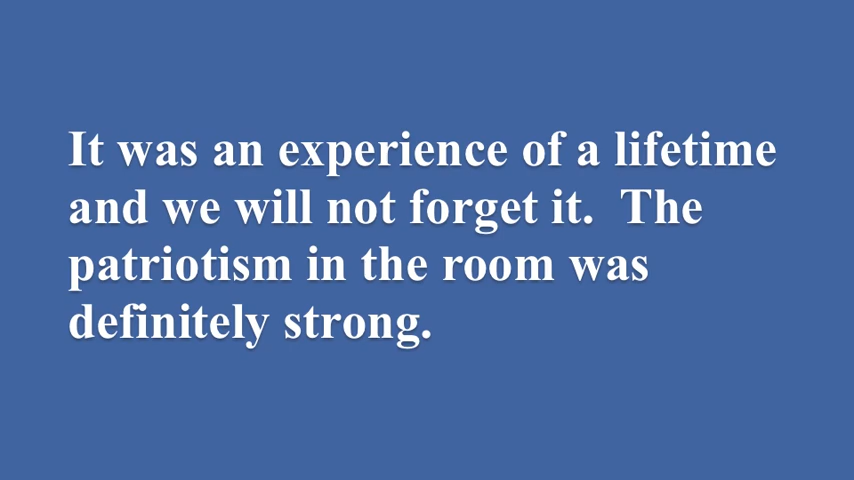 It was an experience of a lifetime
and we will not forget it.  The
patriotism in the room was
definitely strong.